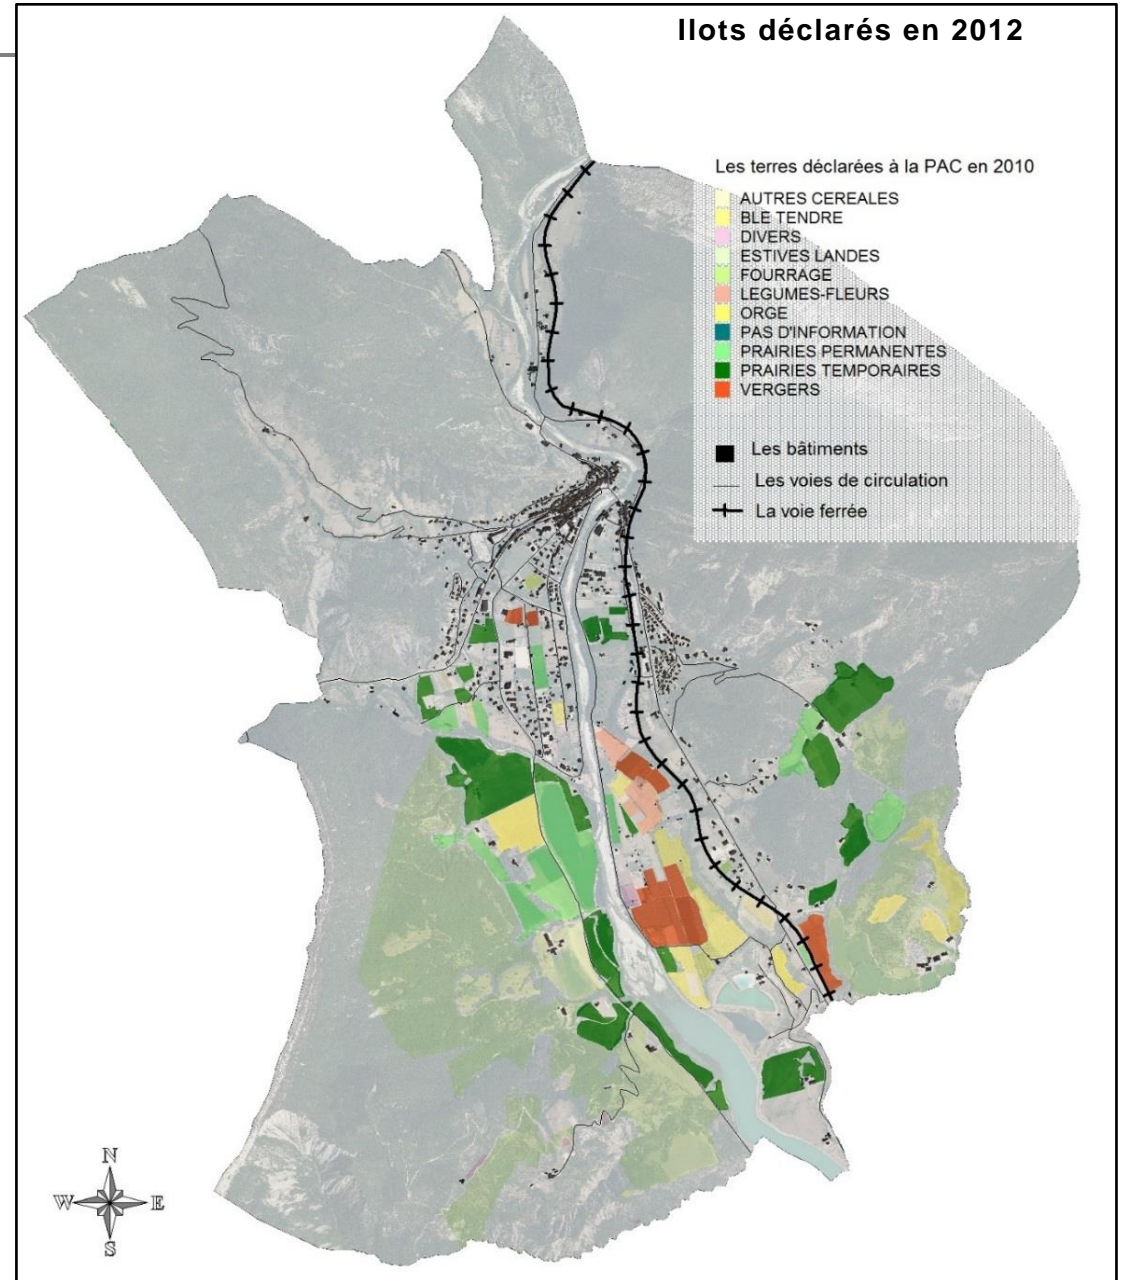 Ilots déclarés en 2012
Les terres déclarées à la PAC en 2010
AUTRES CEREALES
BLE TENDRE
DIVERS
ESTIVES LANDES
FOURRAGE
LEGUMES-FLEURS
ORGE
PAS D'INFORMATION
PRAIRIES PERMANENTES
PRAIRIES TEMPORAIRES
VERGERS
Les bâtiments
Les voies de circulation
La voie ferrée
N
W E
S